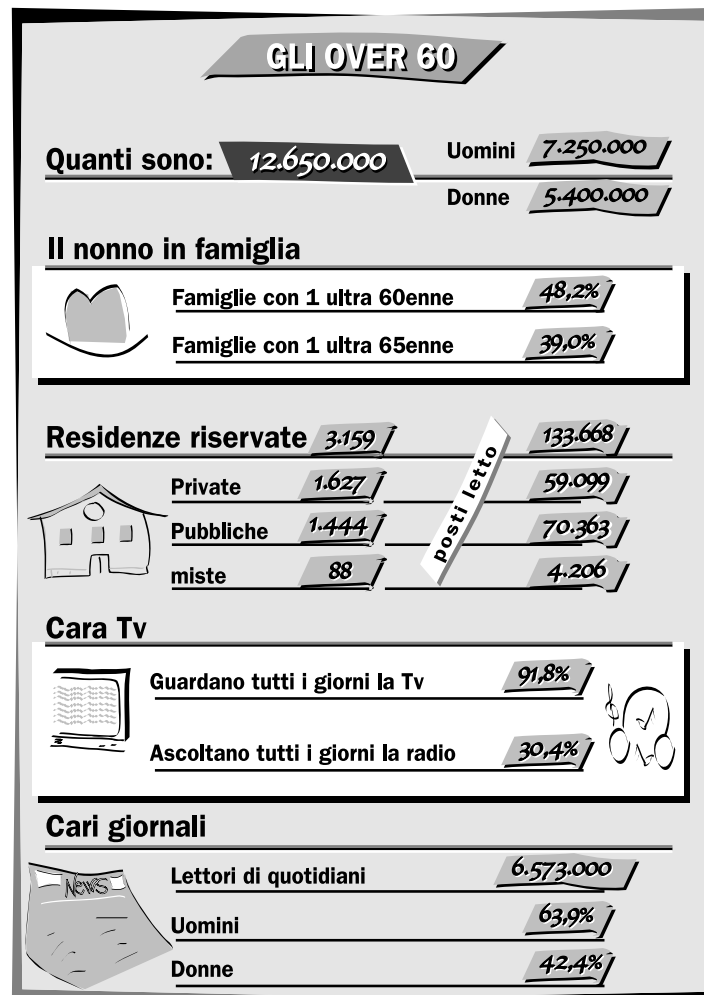 GLI OVER 60
Quanti sono: 12.650.000
Uomini 7.250.000
Donne 5.400.000
Il nonno in famiglia
Famiglie con 1 ultra 60enne 48,2%
Famiglie con 1 ultra 65enne 39,0%
Residenze riservate 3.159 posti letto 133.668
Private 1.627 59.099
Pubbliche 1.444 70.363
miste 88 4.206
Cara Tv
Guardano tutti i giorni la Tv 91,8%
Ascoltano tutti i giorni la radio 30,4%
Cari giornali
News
Lettori di quotidiani 6.573.000
Uomini 63,9%
Donne 42,4%